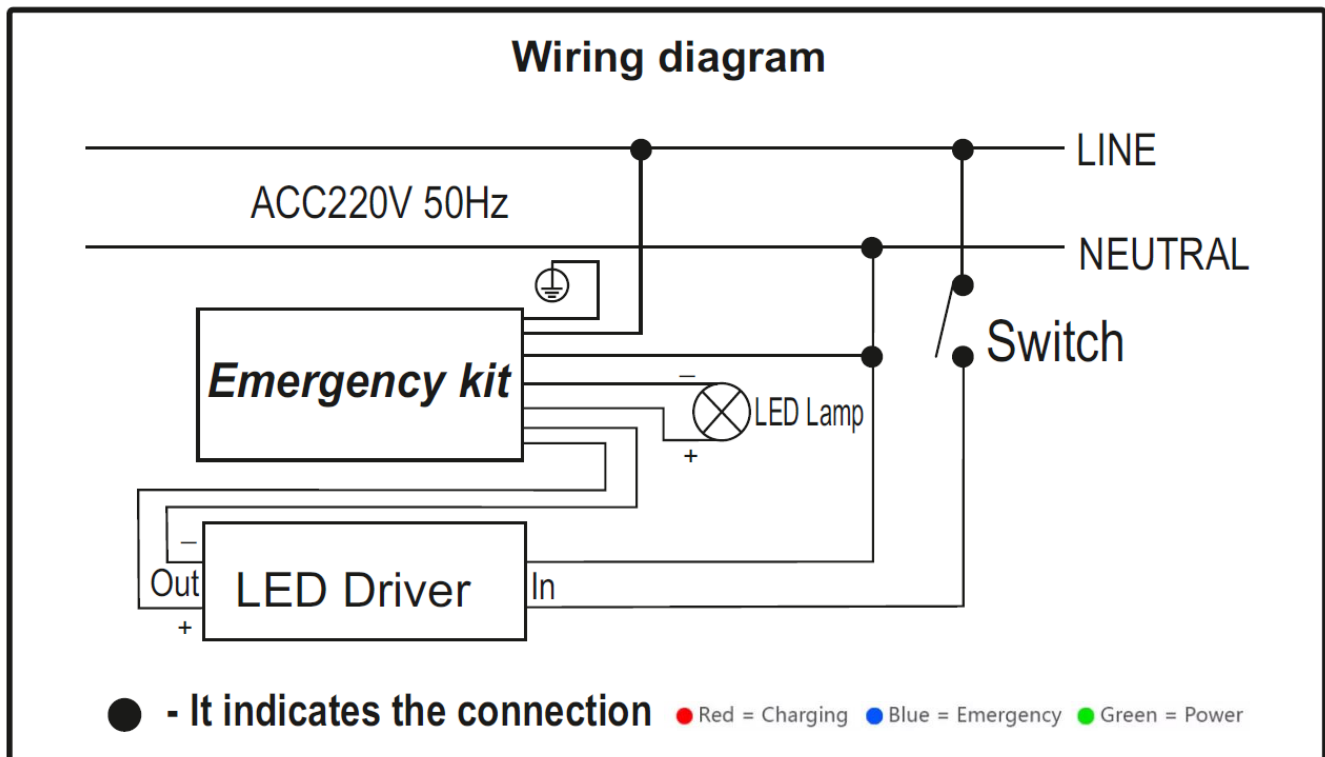 Wiring diagram
LINE
ACC220V 50Hz
NEUTRAL
Switch
Emergency kit
−
LED Lamp
+
−
Out
LED Driver
In
+
- It indicates the connection
Red = Charging
Blue = Emergency
Green = Power